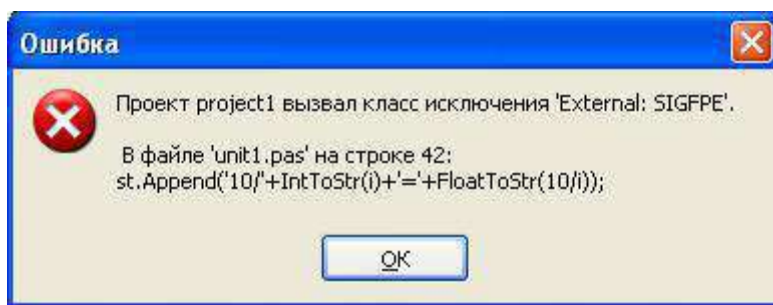 Ошибка
Проект project1 вызвал класс исключения 'External: SIGFPE'.
В файле 'unit1.pas' на строке 42:
st.Append('10/'+IntToStr(i)+'='+FloatToStr(10/i));
OK